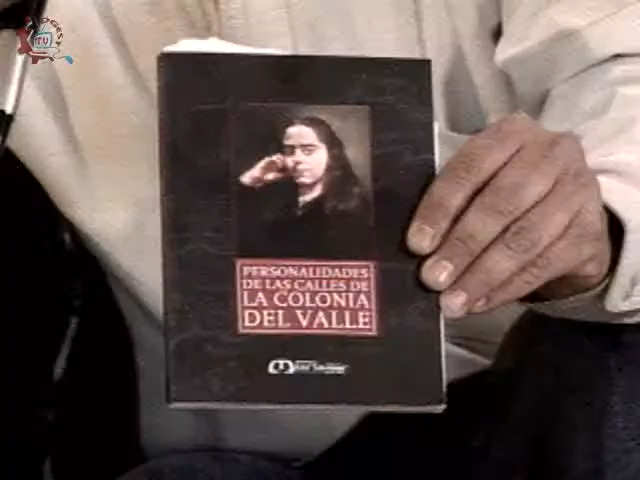 PERSONALIDADES
DE LAS CALLES DE
LA COLONIA
DEL VALLE